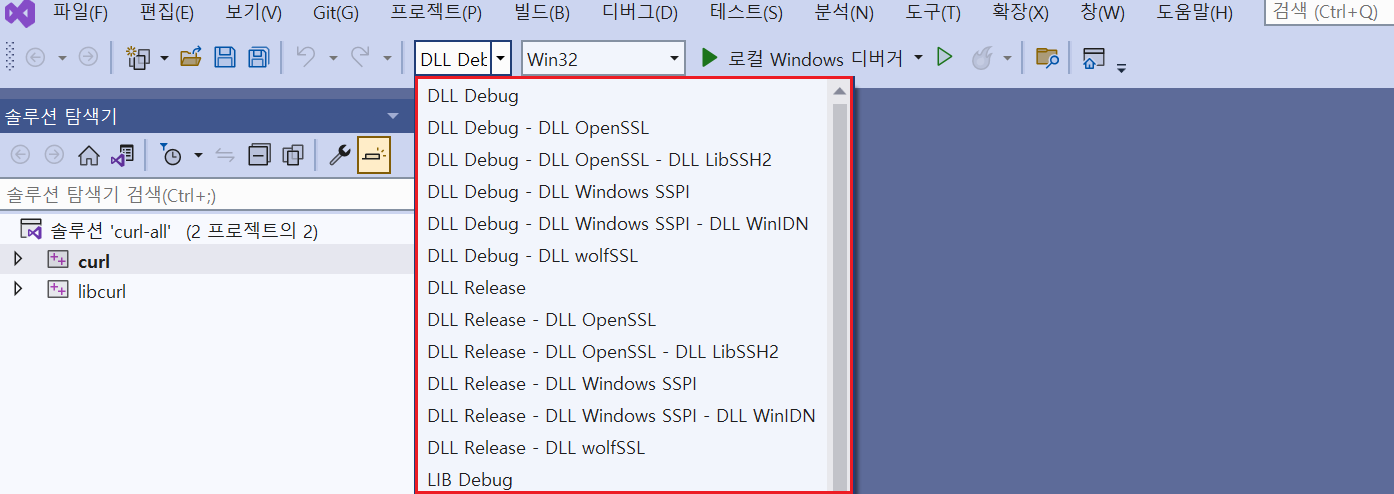 파일(F) 편집(E) 보기(V) Git(G) 프로젝트(P) 빌드(B) 디버그(D) 테스트(S) 분석(N) 도구(T) 확장(X) 창(W) 도움말(H) 검색 (Ctrl+Q)
DLL Deb Win32 로컬 Windows 디버거
솔루션 탐색기
솔루션 탐색기 검색(Ctrl+;)
솔루션 'curl-all' (2 프로젝트의 2)
curl
libcurl
DLL Debug
DLL Debug - DLL OpenSSL
DLL Debug - DLL OpenSSL - DLL LibSSH2
DLL Debug - DLL Windows SSPI
DLL Debug - DLL Windows SSPI - DLL WinIDN
DLL Debug - DLL wolfSSL
DLL Release
DLL Release - DLL OpenSSL
DLL Release - DLL OpenSSL - DLL LibSSH2
DLL Release - DLL Windows SSPI
DLL Release - DLL Windows SSPI - DLL WinIDN
DLL Release - DLL wolfSSL
LIB Debug